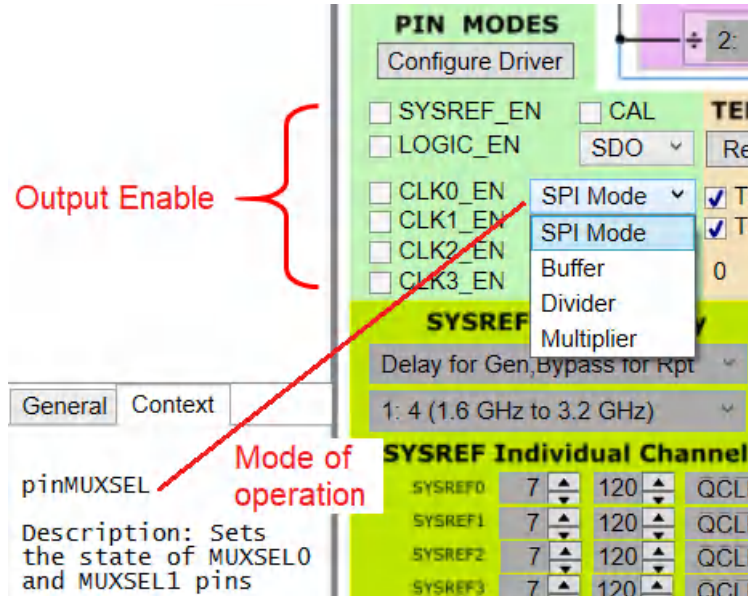 PIN MODES
Configure Driver
÷ 2:
SYSREF_EN CAL
LOGIC_EN SDO
Output Enable
CLK0_EN SPI Mode
CLK1_EN SPI Mode
CLK2_EN Buffer 0
CLK3_EN Divider
Multiplier
SYSREF
Delay for Gen,Bypass for Rpt
General Context
1: 4 (1.6 GHz to 3.2 GHz)
Mode of
operation
SYSREF Individual Channel
pinMUXSEL
SYSREF0 7 120
Description: Sets
the state of MUXSEL0
and MUXSEL1 pins
SYSREF1 7 120
SYSREF2 7 120
SYSREF3 7 120